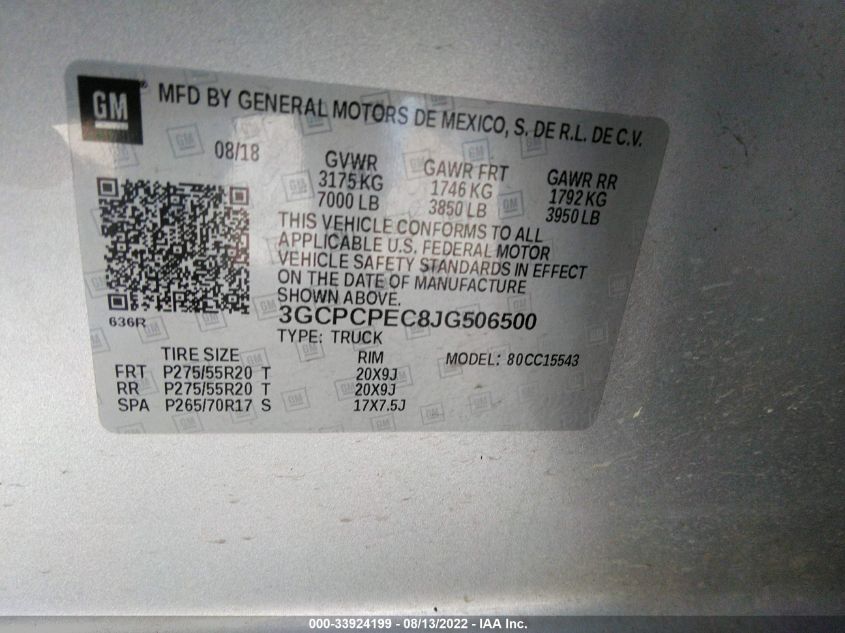 GM
MFD BY GENERAL MOTORS DE MEXICO, S. DE R.L. DE C.V.
08/18
GVWR GAWR FRT GAWR RR
3175 KG 1746 KG 1792 KG
7000 LB 3850 LB 3950 LB
THIS VEHICLE CONFORMS TO ALL
APPLICABLE U.S. FEDERAL MOTOR
VEHICLE SAFETY STANDARDS IN EFFECT
ON THE DATE OF MANUFACTURE
SHOWN ABOVE.
636R
3GCPCPEC8JG506500
TYPE: TRUCK
TIRE SIZE RIM MODEL: 80CC15543
FRT P275/55R20 T 20X9J
RR P275/55R20 T 20X9J
SPA P265/70R17 S 17X7.5J
000-33924199 - 08/13/2022 - IAA Inc.